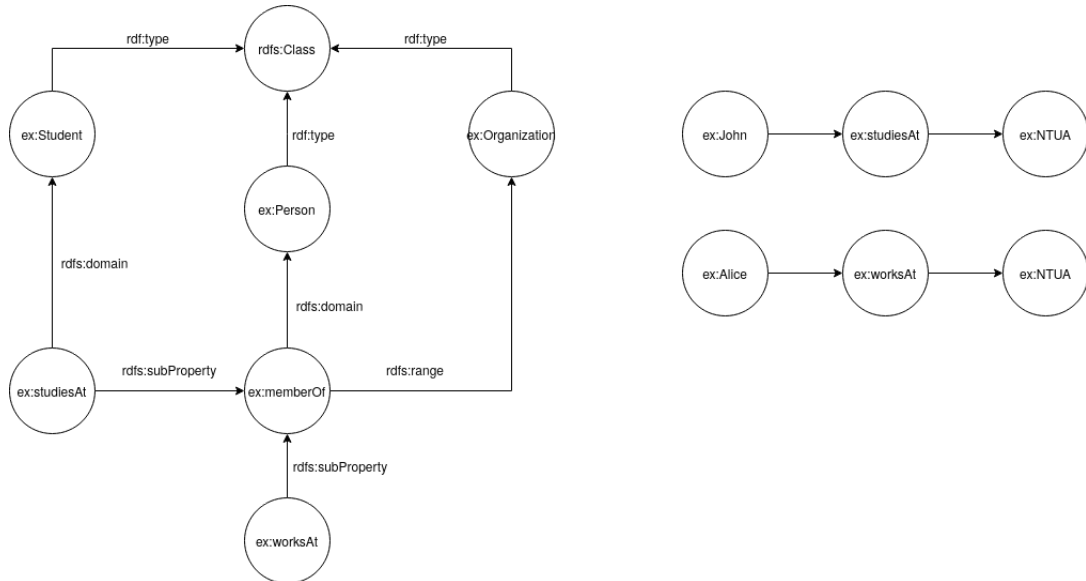 rdf:type
rdfs:Class
rdf:type
ex:Student
ex:Organization
rdf:type
ex:Person
rdfs:domain
rdfs:domain
ex:studiesAt
rdfs:subProperty
ex:memberOf
rdfs:range
rdfs:subProperty
ex:worksAt
ex:John
ex:studiesAt
ex:NTUA
ex:Alice
ex:worksAt
ex:NTUA